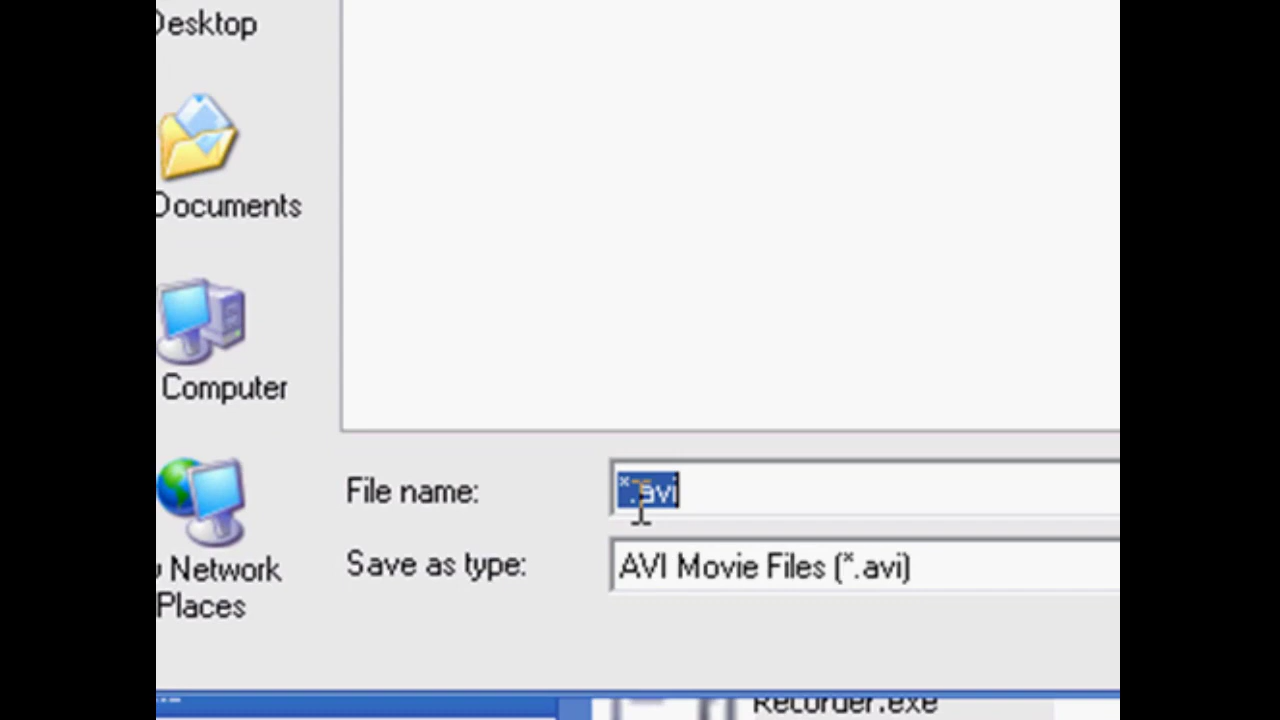 Desktop
Documents
Computer
Network
Places
File name:
*.avi
Save as type:
AVI Movie Files (*.avi)
Recorder.exe